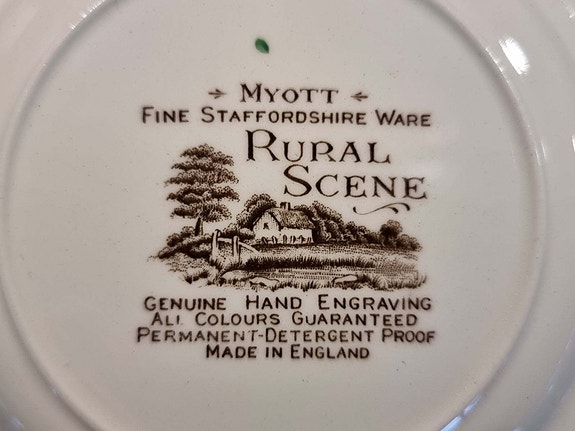 MYOTT
FINE STAFFORDSHIRE WARE
RURAL
SCENE
GENUINE HAND ENGRAVING
ALL COLOURS GUARANTEED
PERMANENT-DETERGENT PROOF
MADE IN ENGLAND